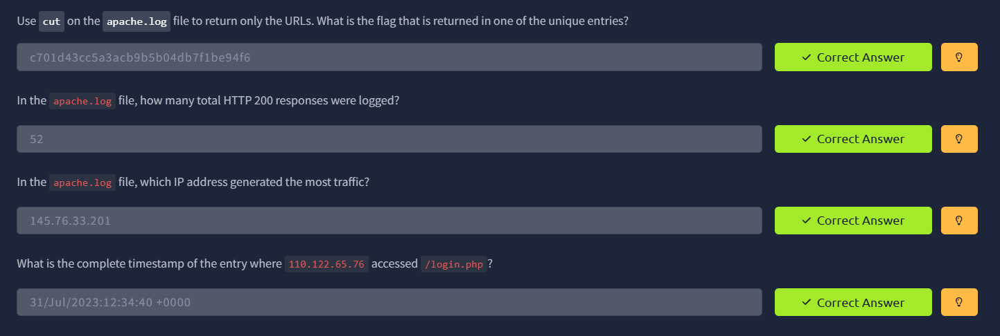 Use cut on the apache.log file to return only the URLs. What is the flag that is returned in one of the unique entries?
c701d43cc5a3acb9b5b04db7f1be94f6 Correct Answer
In the apache.log file, how many total HTTP 200 responses were logged?
52 Correct Answer
In the apache.log file, which IP address generated the most traffic?
145.76.33.201 Correct Answer
What is the complete timestamp of the entry where 110.122.65.76 accessed /login.php?
31/Jul/2023:12:34:40 +0000 Correct Answer